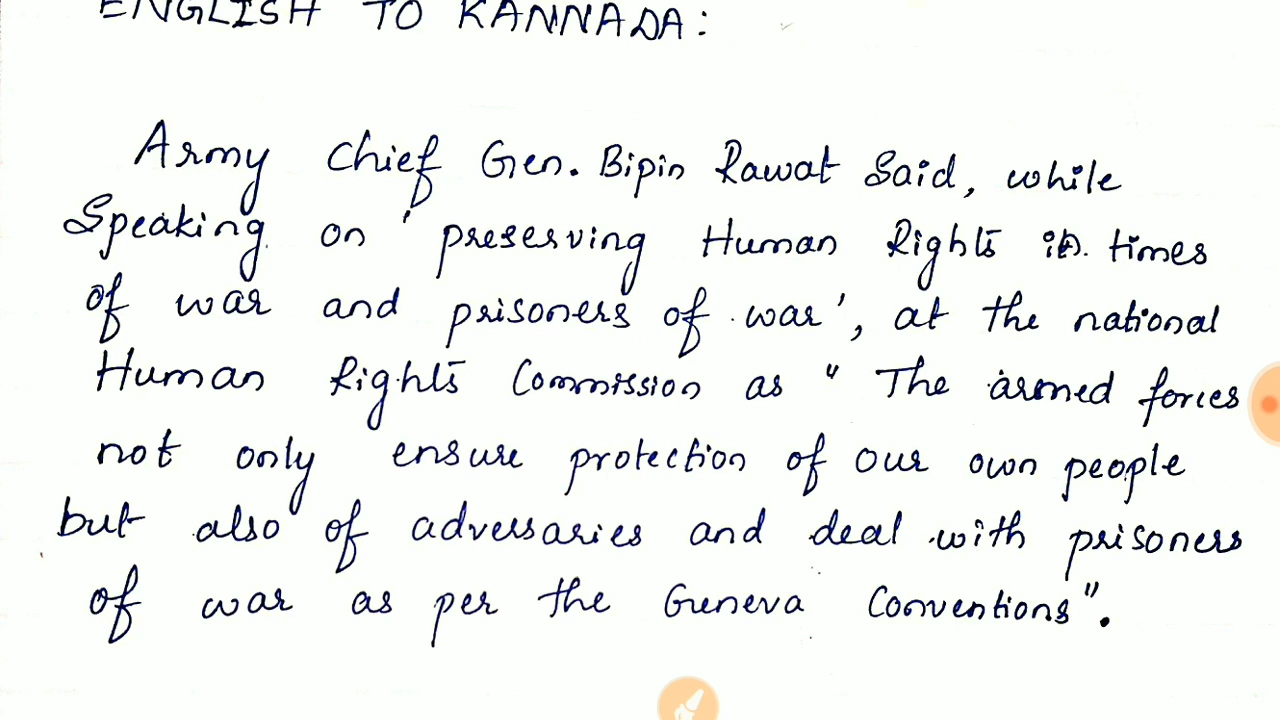 ENGLISH TO KANNADA:
Army Chief Gen. Bipin Rawat Said, while
Speaking on 'preserving Human Rights in times
of war and prisoners of war', at the national
Human Rights Commission as "The armed forces
not only ensure protection of our own people
but also of adversaries and deal with prisoners
of war as per the Geneva Conventions".